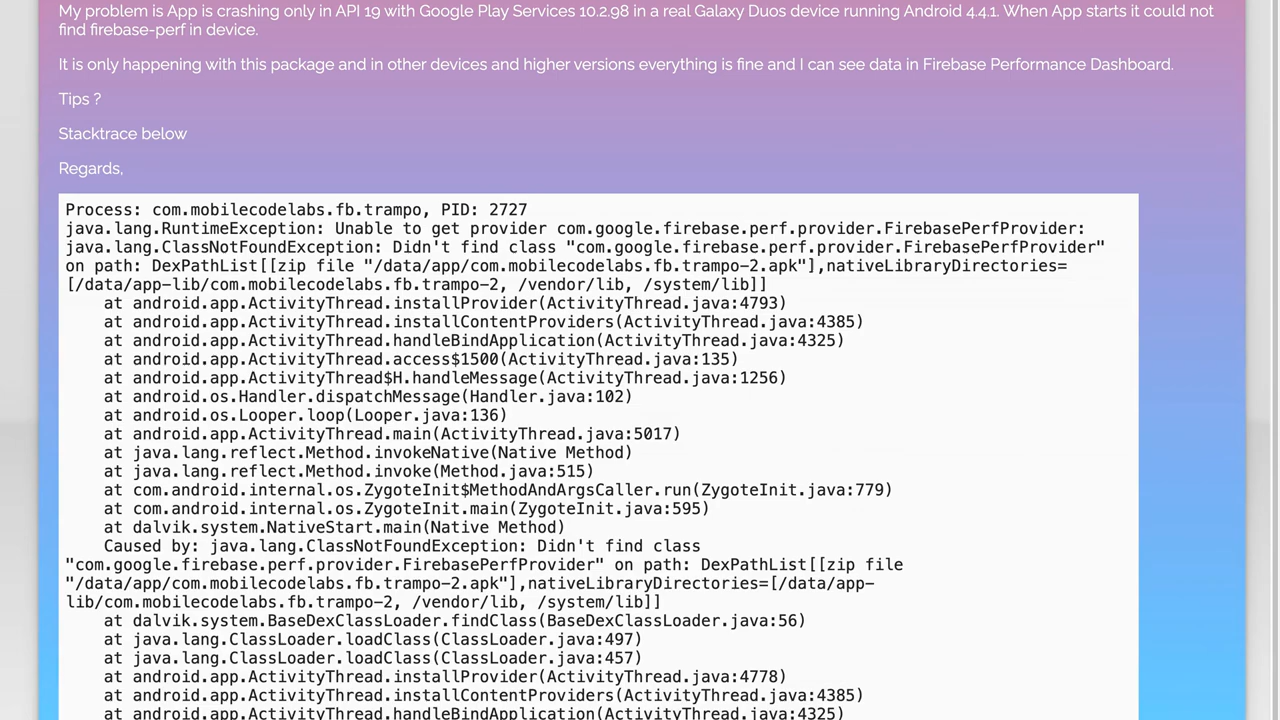 My problem is App is crashing only in API 19 with Google Play Services 10.2.98 in a real Galaxy Duos device running Android 4.4.1. When App starts it could not
find firebase-perf in device.
It is only happening with this package and in other devices and higher versions everything is fine and I can see data in Firebase Performance Dashboard.
Tips ?
Stacktrace below
Regards,
Process: com.mobilecodelabs.fb.trampo, PID: 2727
java.lang.RuntimeException: Unable to get provider com.google.firebase.perf.provider.FirebasePerfProvider:
java.lang.ClassNotFoundException: Didn't find class "com.google.firebase.perf.provider.FirebasePerfProvider"
on path: DexPathList[[zip file "/data/app/com.mobilecodelabs.fb.trampo-2.apk"],nativeLibraryDirectories=
[/data/app-lib/com.mobilecodelabs.fb.trampo-2, /vendor/lib, /system/lib]]
    at android.app.ActivityThread.installProvider(ActivityThread.java:4793)
    at android.app.ActivityThread.installContentProviders(ActivityThread.java:4385)
    at android.app.ActivityThread.handleBindApplication(ActivityThread.java:4325)
    at android.app.ActivityThread.access$1500(ActivityThread.java:135)
    at android.app.ActivityThread$H.handleMessage(ActivityThread.java:1256)
    at android.os.Handler.dispatchMessage(Handler.java:102)
    at android.os.Looper.loop(Looper.java:136)
    at android.app.ActivityThread.main(ActivityThread.java:5017)
    at java.lang.reflect.Method.invokeNative(Native Method)
    at java.lang.reflect.Method.invoke(Method.java:515)
    at com.android.internal.os.ZygoteInit$MethodAndArgsCaller.run(ZygoteInit.java:779)
    at com.android.internal.os.ZygoteInit.main(ZygoteInit.java:595)
    at dalvik.system.NativeStart.main(Native Method)
    Caused by: java.lang.ClassNotFoundException: Didn't find class
"com.google.firebase.perf.provider.FirebasePerfProvider" on path: DexPathList[[zip file
"/data/app/com.mobilecodelabs.fb.trampo-2.apk"],nativeLibraryDirectories=[/data/app-
lib/com.mobilecodelabs.fb.trampo-2, /vendor/lib, /system/lib]]
    at dalvik.system.BaseDexClassLoader.findClass(BaseDexClassLoader.java:56)
    at java.lang.ClassLoader.loadClass(ClassLoader.java:497)
    at java.lang.ClassLoader.loadClass(ClassLoader.java:457)
    at android.app.ActivityThread.installProvider(ActivityThread.java:4778)
    at android.app.ActivityThread.installContentProviders(ActivityThread.java:4385)
    at android.app.ActivityThread.handleBindApplication(ActivityThread.java:4325)